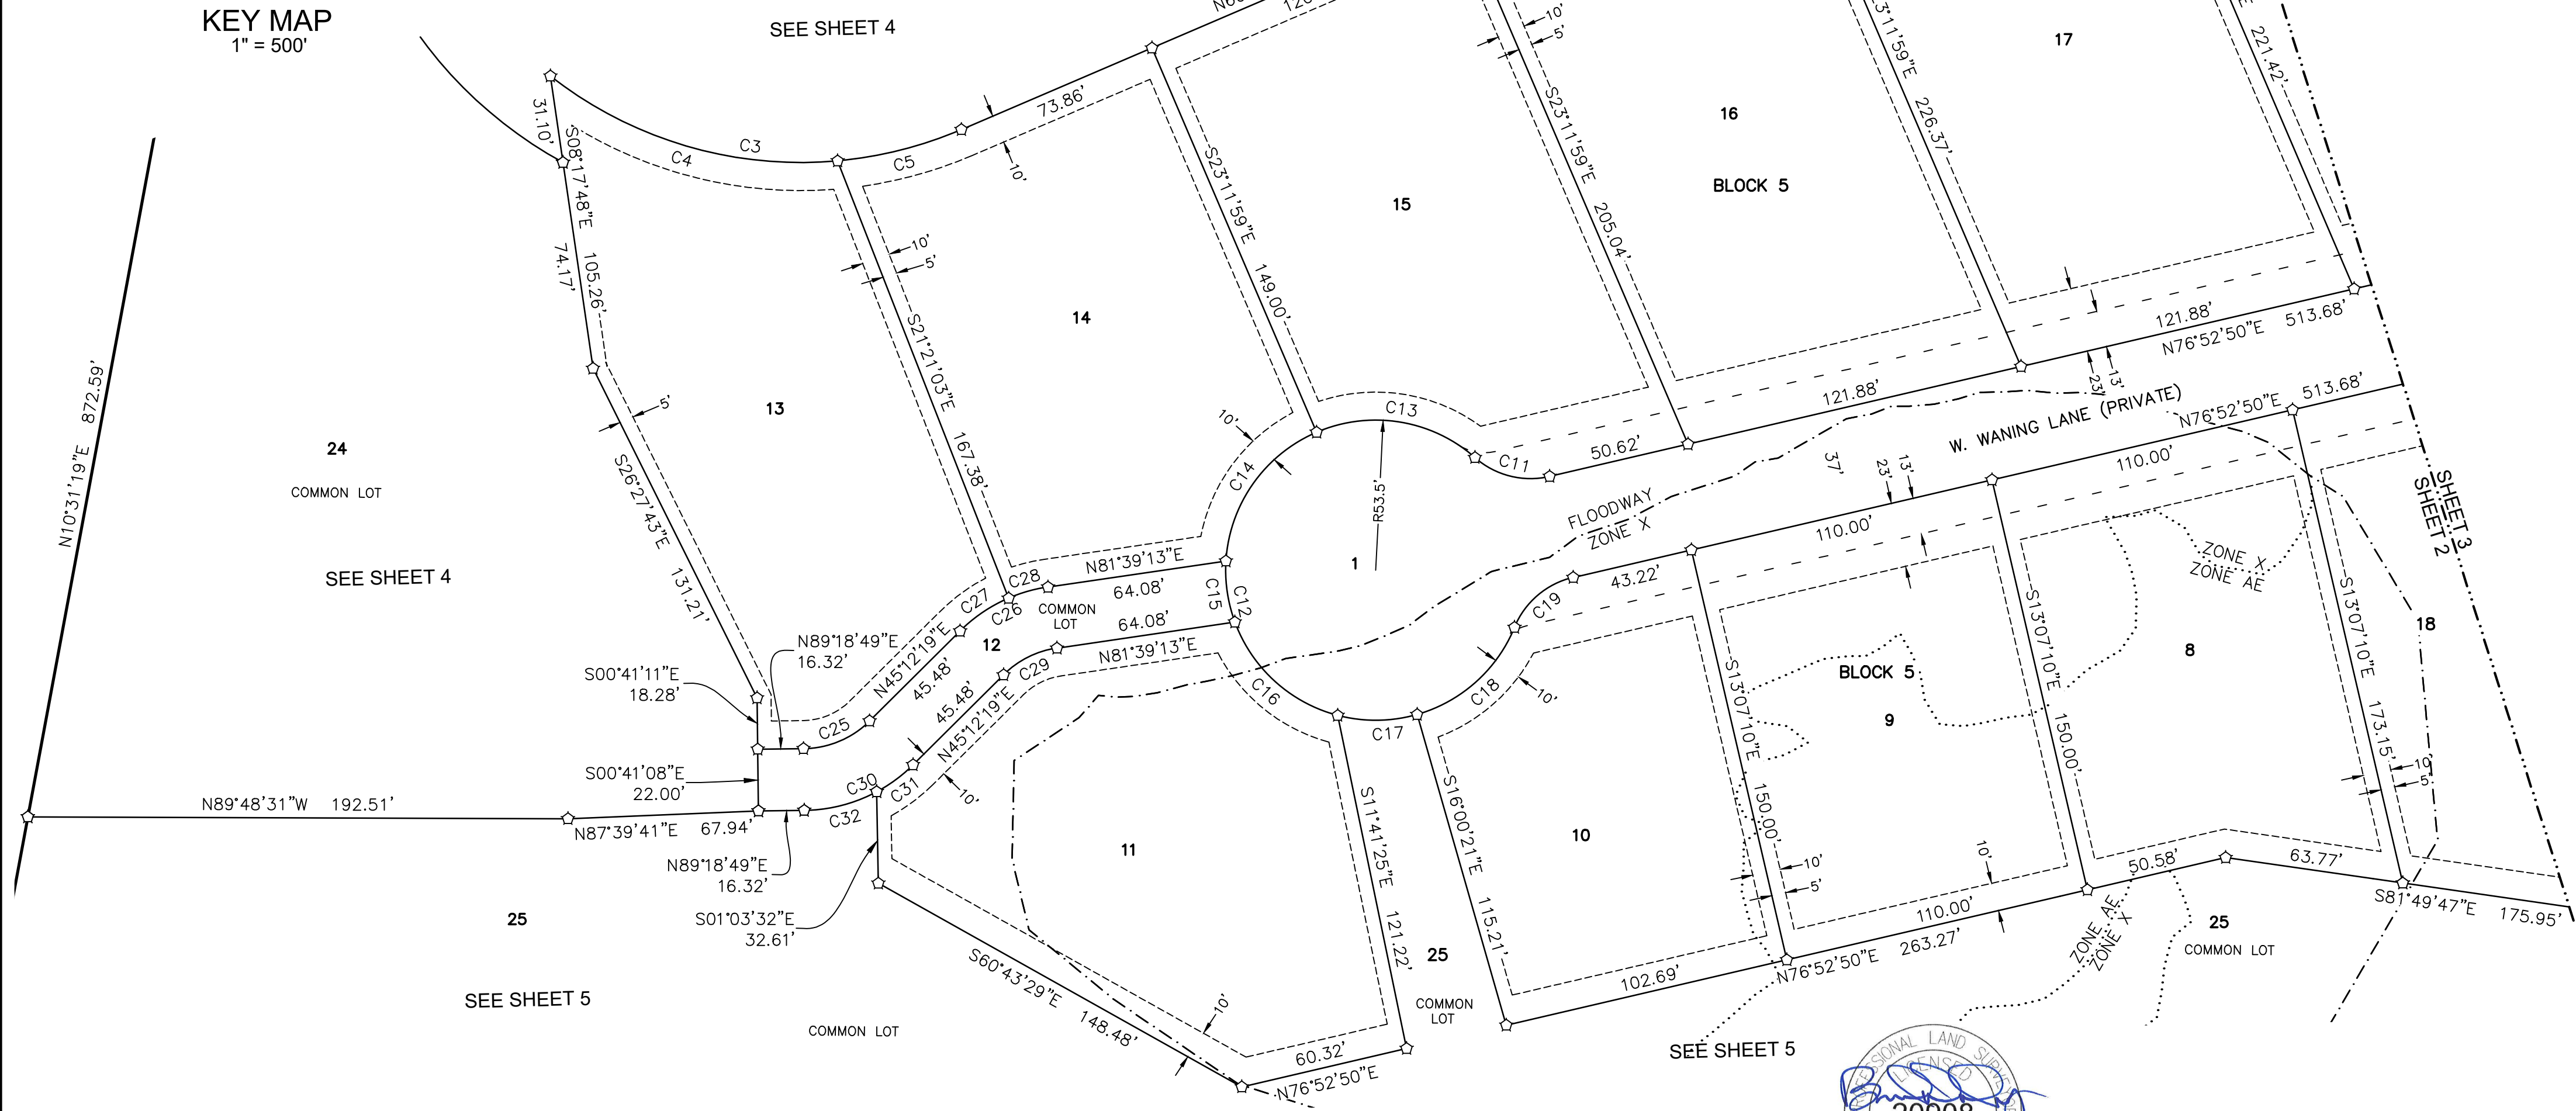 KEY MAP
1" = 500'
SEE SHEET 4
73.86'
10'
C3
C4
C5
31.10'
S08°17'48"E 105.26'
74.17'
10'
5'
17
221.42'
16
BLOCK 5
S23°11'59"E 205.04'
226.37'
15
S23°11'59"E 149.00'
10'
5'
14
S21°21'03"E 167.38'
13
5'
S26°27'43"E 131.21'
N10°31'19"E 872.59'
24
COMMON LOT
SEE SHEET 4
C13
C14
10'
C11
50.62'
121.88'
121.88'
N76°52'50"E 513.68'
13'
23'
W. WANING LANE (PRIVATE)
N76°52'50"E 513.68'
R53.5'
1
FLOODWAY
ZONE X
37'
23'
13'
110.00'
110.00'
43.22'
SHEET 3
SHEET 2
N81°39'13"E
64.08'
C28
C27
C26
C15
C12
COMMON
LOT
12
64.08'
N81°39'13"E
C29
C19
C16
C17
C18
10'
ZONE X
ZONE AE
18
8
S13°07'10"E 173.15'
10'
5'
S13°07'10"E 150.00'
BLOCK 5
9
S13°07'10"E 150.00'
10'
5'
N89°18'49"E
16.32'
N45°12'19"E
45.48'
45.48'
N45°12'19"E
S00°41'11"E
18.28'
C25
S00°41'08"E
22.00'
C30
C31
C32
10'
N89°48'31"W 192.51'
N87°39'41"E 67.94'
N89°18'49"E
16.32'
S01°03'32"E
32.61'
11
S11°41'25"E 121.22'
S16°00'21"E 115.21'
10
10'
50.58'
63.77'
S81°49'47"E 175.95'
110.00'
N76°52'50"E 263.27'
102.69'
ZONE AE
ZONE X
25
COMMON LOT
25
COMMON
LOT
25
SEE SHEET 5
COMMON LOT
S60°43'29"E 148.48'
10'
60.32'
N76°52'50"E
SEE SHEET 5
LAND
LICENSED